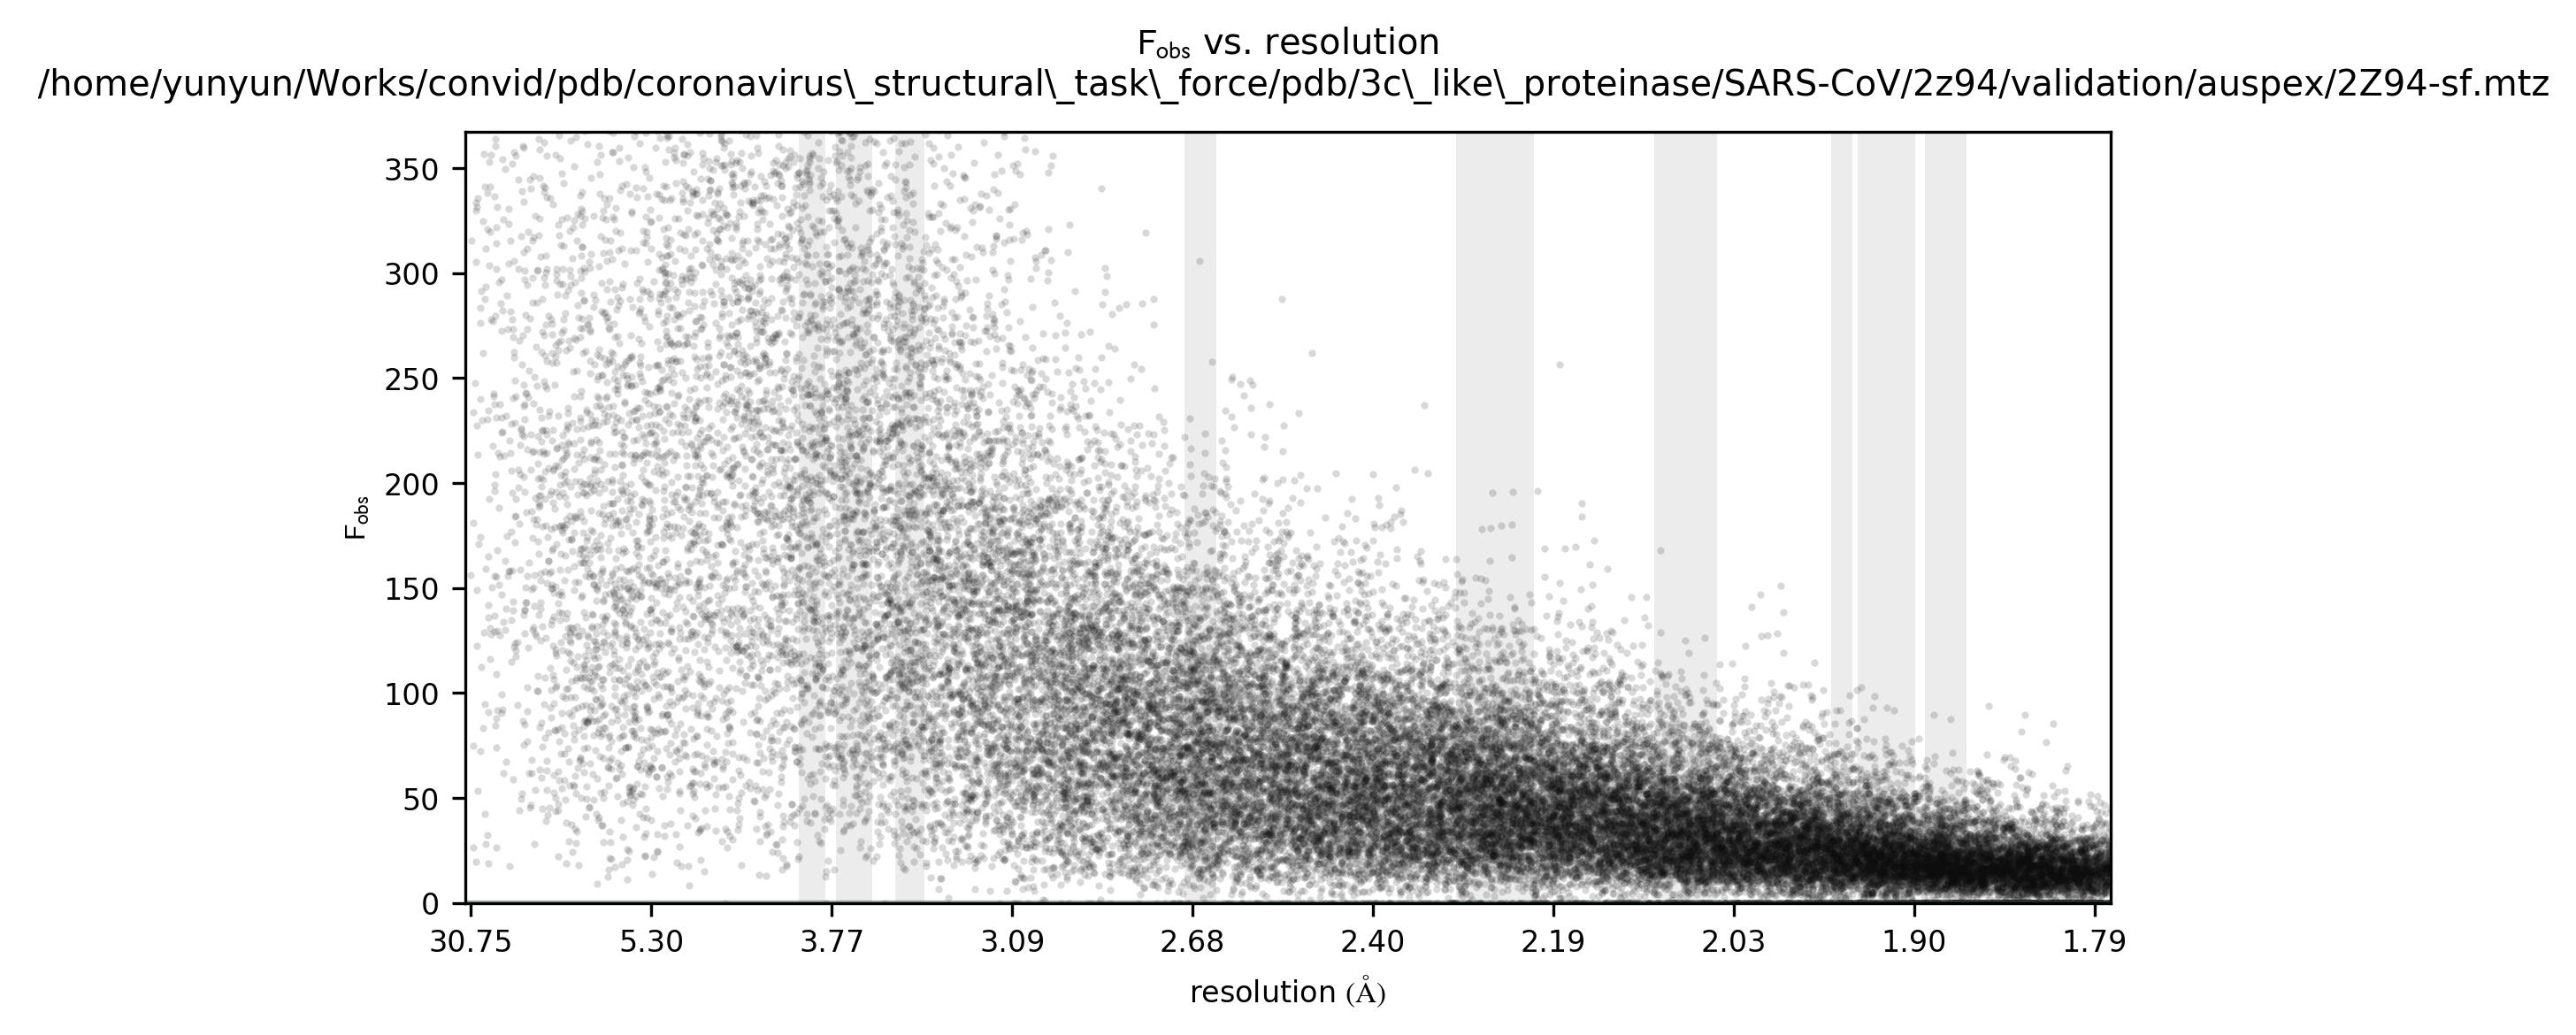 Fobs vs. resolution
/home/yunyun/Works/convid/pdb/coronavirus\_structural\_task\_force/pdb/3c\_like\_proteinase/SARS-CoV/2z94/validation/auspex/2Z94-sf.mtz
350
300
250
200
150
100
50
0
Fobs
30.75 5.30 3.77 3.09 2.68 2.40 2.19 2.03 1.90 1.79
resolution (Å)